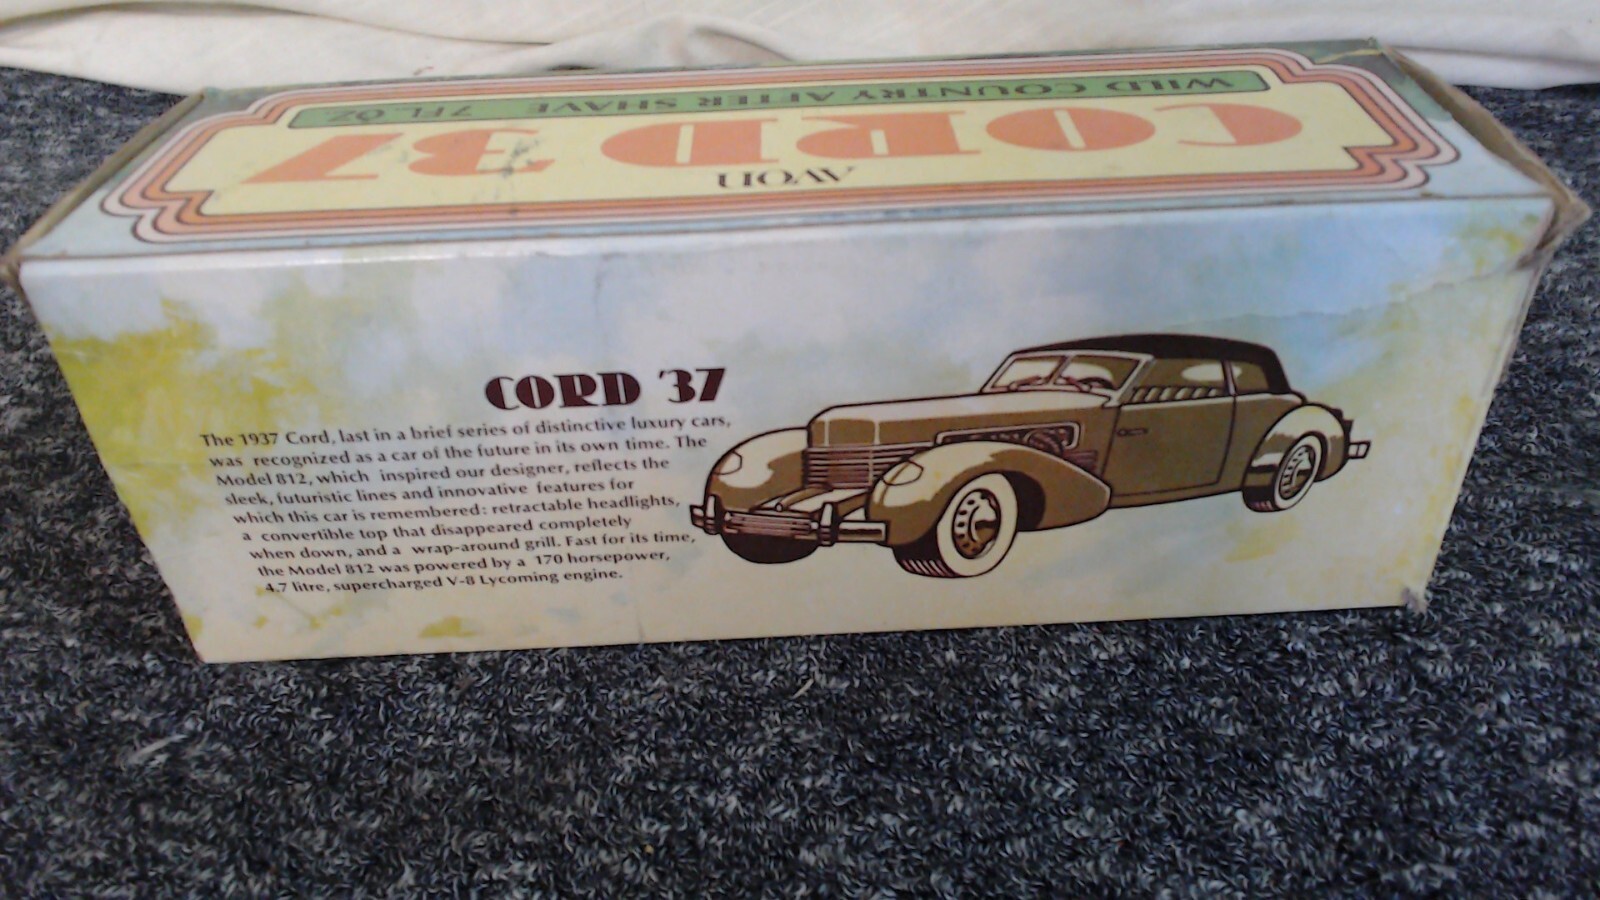 WILD COUNTRY AFTER SHAVE 7 FL. OZ.
CORD 37
AVON
CORD '37
The 1937 Cord, last in a brief series of distinctive luxury cars,
was recognized as a car of the future in its own time. The
Model 812, which inspired our designer, reflects the
sleek, futuristic lines and innovative features for
which this car is remembered: retractable headlights,
a convertible top that disappeared completely
when down, and a wrap-around grill. Fast for its time,
the Model 812 was powered by a 170 horsepower,
4.7 litre, supercharged V-8 Lycoming engine.